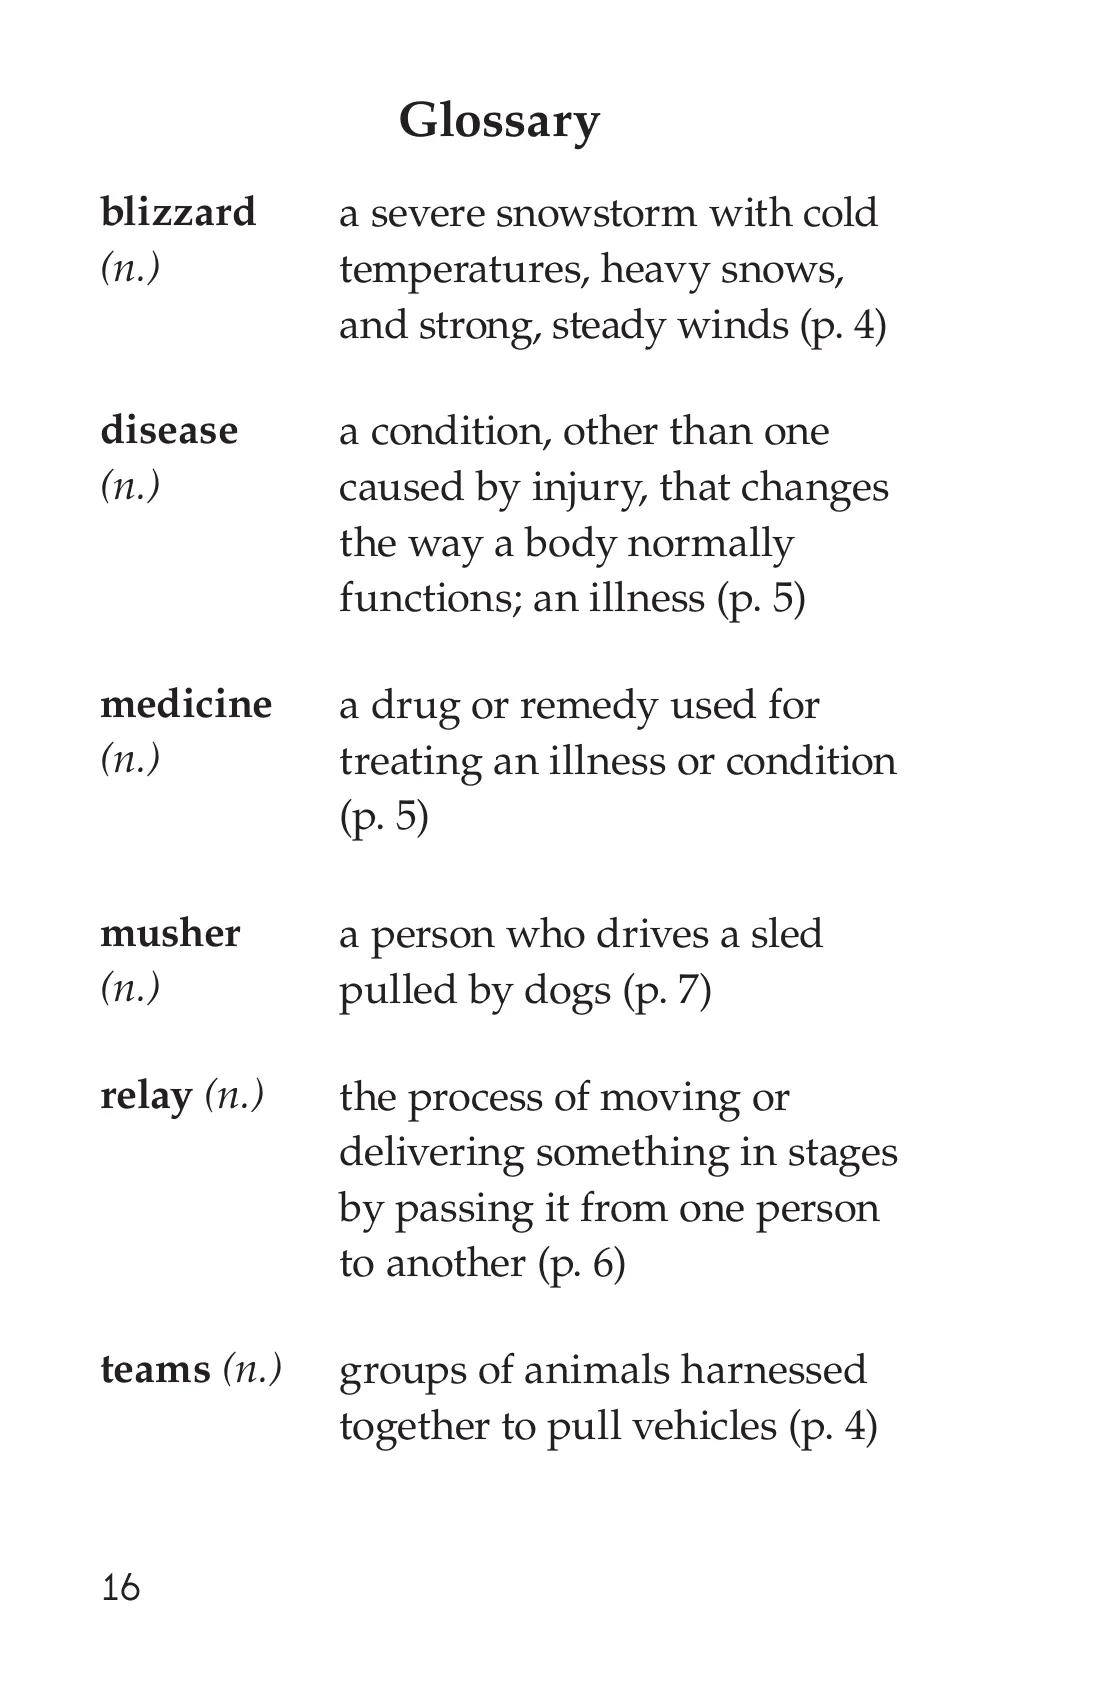 Glossary
blizzard a severe snowstorm with cold
(n.) temperatures, heavy snows,
and strong, steady winds (p. 4)
disease a condition, other than one
(n.) caused by injury, that changes
the way a body normally
functions; an illness (p. 5)
medicine a drug or remedy used for
(n.) treating an illness or condition
(p. 5)
musher a person who drives a sled
(n.) pulled by dogs (p. 7)
relay (n.) the process of moving or
delivering something in stages
by passing it from one person
to another (p. 6)
teams (n.) groups of animals harnessed
together to pull vehicles (p. 4)
16